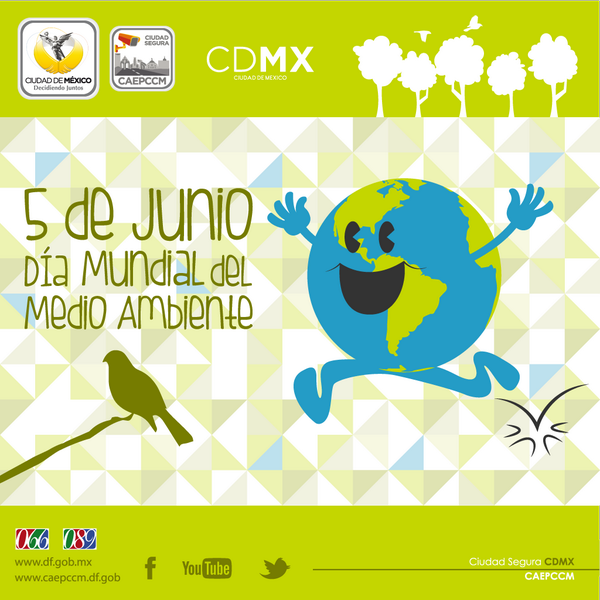 CIUDAD DE MÉXICO
Decidiendo Juntos
CIUDAD
SEGURA
CAEPCCM
CDMX
CIUDAD DE MÉXICO
5 de Junio
Día Mundial del
Medio Ambiente
066 089
www.df.gob.mx
www.caepccm.df.gob
f
YouTube
Ciudad Segura CDMX
CAEPCCM